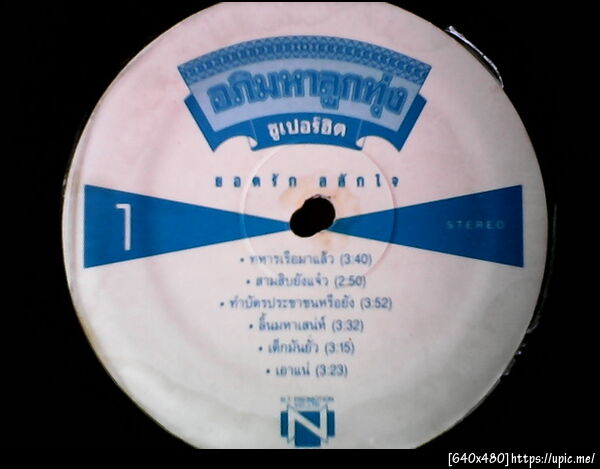 อภิมหาลูกทุ่ง
ซูเปอร์ฮิต
ยอดรัก สลักใจ
1
STEREO
• ทหารเรือมาแล้ว (3:40)
• สามสิบยังแจ๋ว (2:50)
• ทำบัตรประชาชนหรือยัง (3:52)
• ลิ้นมหาเสน่ห์ (3:32)
• เด็กมันยั่ว (3:15)
• เอาแน่ (3:23)
N
[640x480]https://upic.me/